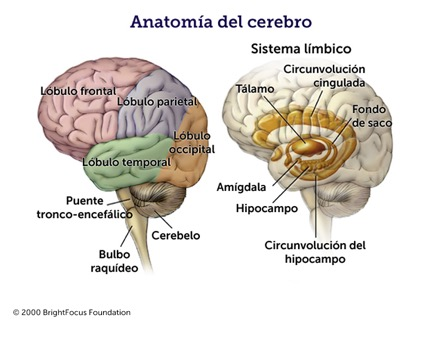 Anatomía del cerebro
Sistema límbico
Lóbulo frontal
Lóbulo parietal
Lóbulo
occipital
Lóbulo temporal
Puente
tronco-encefálico
Cerebelo
Bulbo
raquídeo
Circunvolución
cingulada
Tálamo
Fondo
de saco
Amígdala
Hipocampo
Circunvolución del
hipocampo
© 2000 BrightFocus Foundation